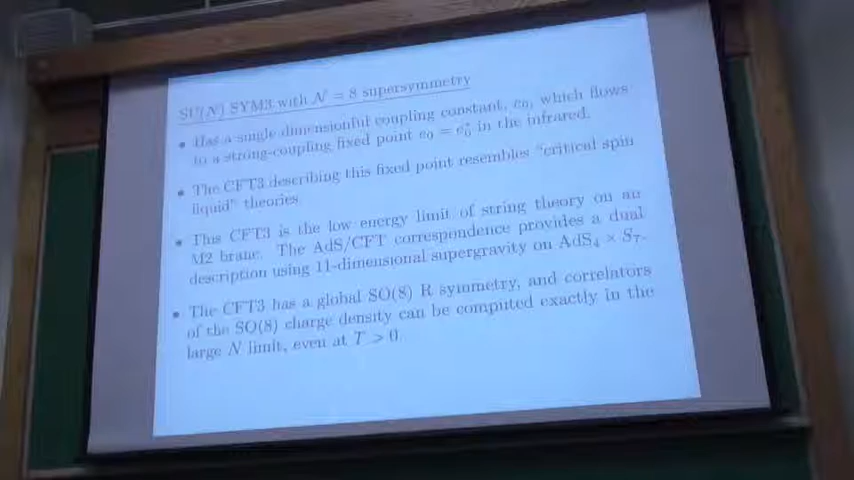 SU(N) SYM3 with 𝒩 = 8 supersymmetry
• Has a single dimensionful coupling constant, e₀, which flows
to a strong-coupling fixed point e₀ = e₀* in the infrared.
• The CFT3 describing this fixed point resembles "critical spin
liquid" theories.
• This CFT3 is the low energy limit of string theory on an
M2 brane. The AdS/CFT correspondence provides a dual
description using 11-dimensional supergravity on AdS₄ × S₇.
• The CFT3 has a global SO(8) R symmetry, and correlators
of the SO(8) charge density can be computed exactly in the
large N limit, even at T > 0.